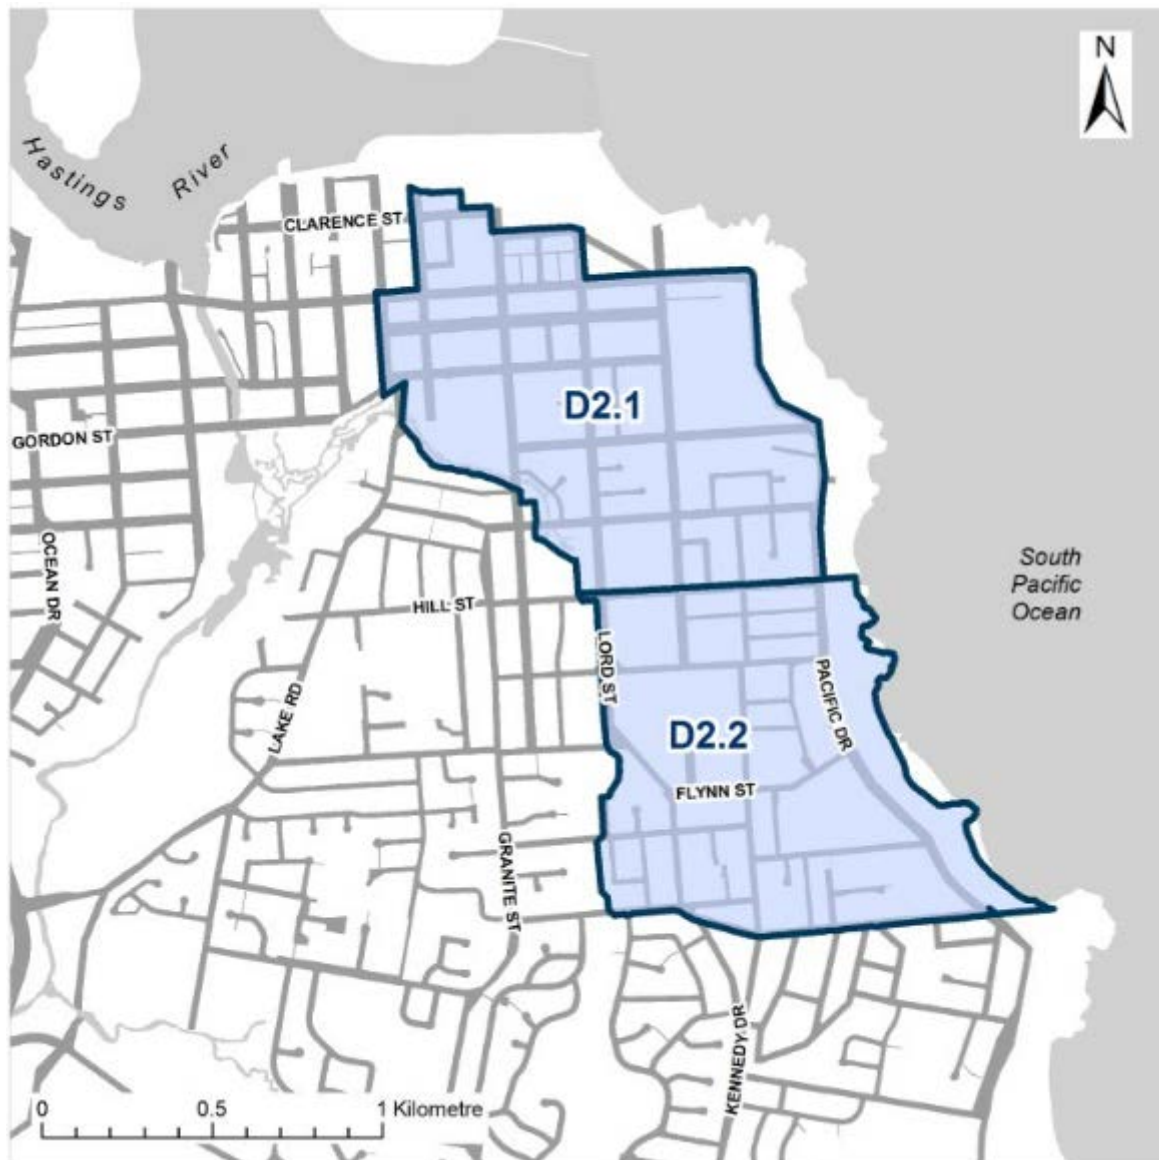 N
Hastings
River
CLARENCE ST
D2.1
GORDON ST
OCEAN DR
South
Pacific
Ocean
HILL ST
LORD ST
PACIFIC DR
LAKE RD
D2.2
FLYNN ST
GRANITE ST
KENNEDY DR
0 0.5 1 Kilometre